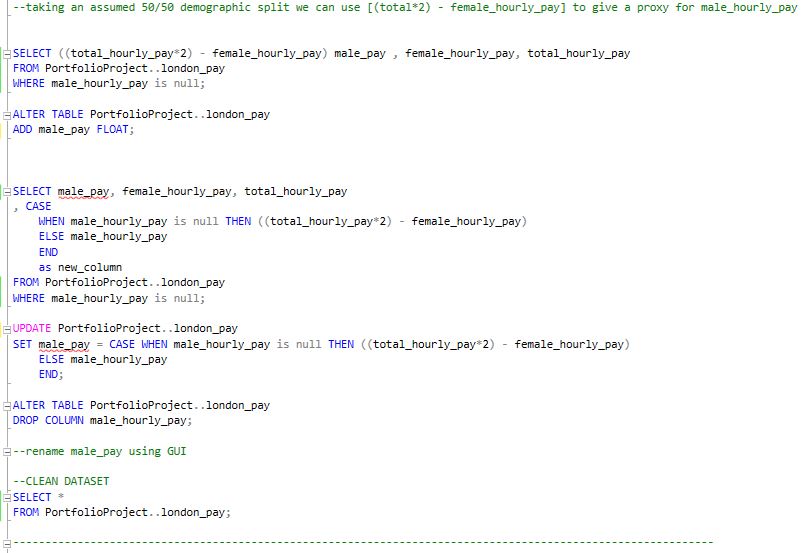 --taking an assumed 50/50 demographic split we can use [(total*2) - female_hourly_pay] to give a proxy for male_hourly_pay
SELECT ((total_hourly_pay*2) - female_hourly_pay) male_pay , female_hourly_pay, total_hourly_pay
FROM PortfolioProject..london_pay
WHERE male_hourly_pay is null;
ALTER TABLE PortfolioProject..london_pay
ADD male_pay FLOAT;
SELECT male_pay, female_hourly_pay, total_hourly_pay
, CASE
WHEN male_hourly_pay is null THEN ((total_hourly_pay*2) - female_hourly_pay)
ELSE male_hourly_pay
END
as new_column
FROM PortfolioProject..london_pay
WHERE male_hourly_pay is null;
UPDATE PortfolioProject..london_pay
SET male_pay = CASE WHEN male_hourly_pay is null THEN ((total_hourly_pay*2) - female_hourly_pay)
ELSE male_hourly_pay
END;
ALTER TABLE PortfolioProject..london_pay
DROP COLUMN male_hourly_pay;
--rename male_pay using GUI
--CLEAN DATASET
SELECT *
FROM PortfolioProject..london_pay;